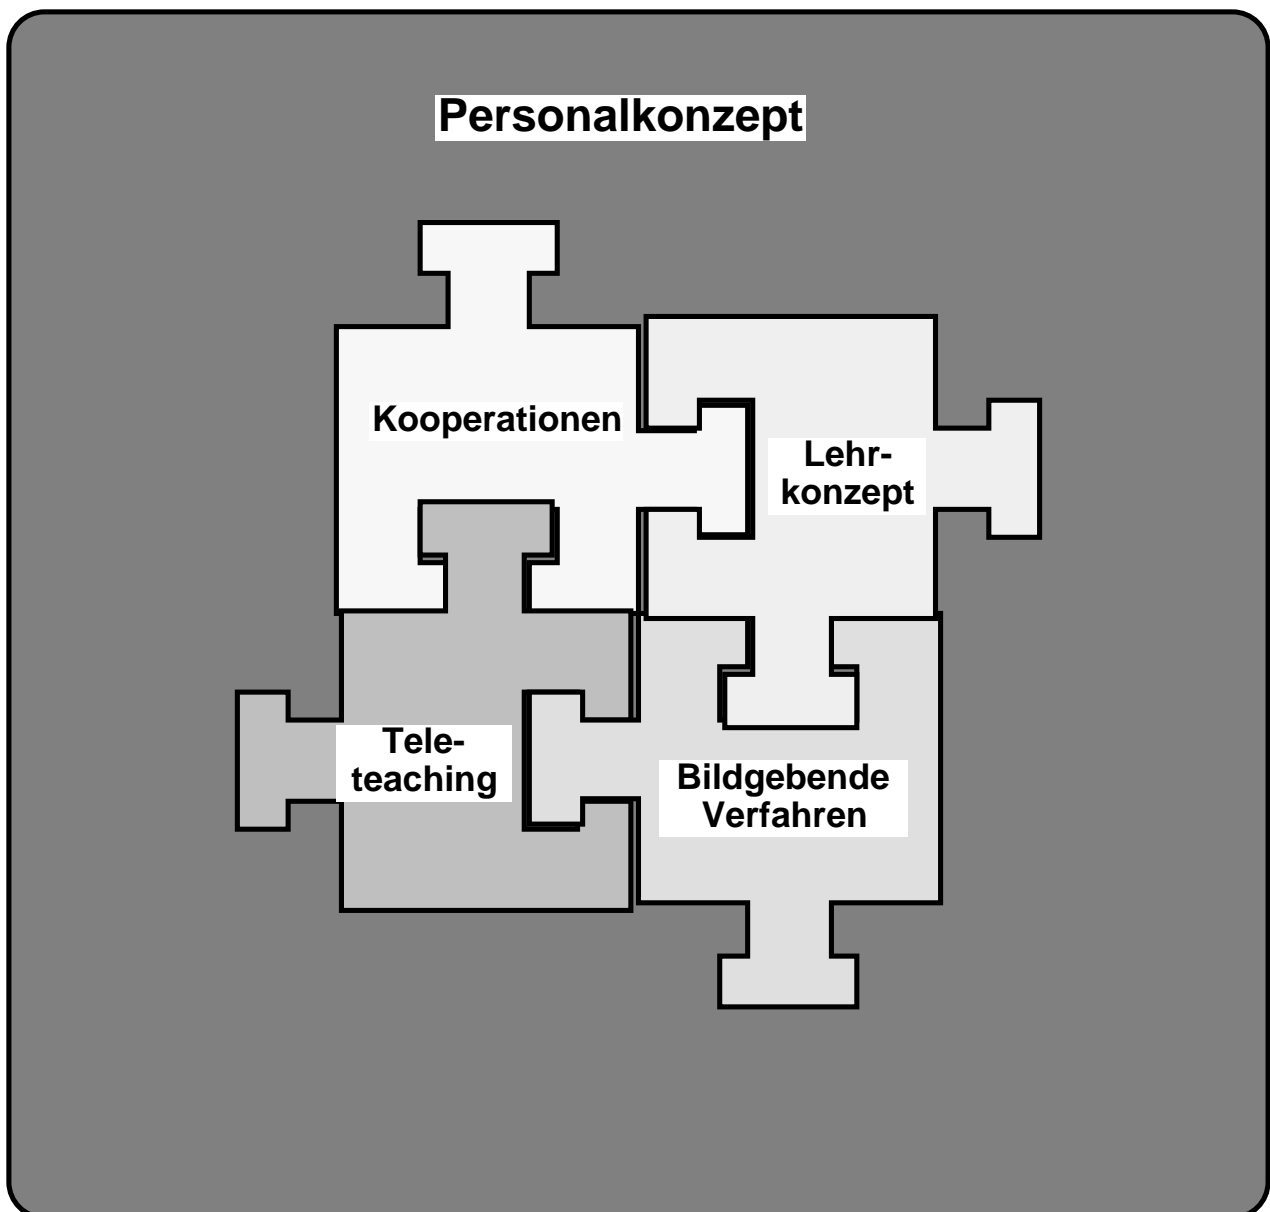 Personalkonzept
Kooperationen
Lehr-
konzept
Tele-
teaching
Bildgebende
Verfahren